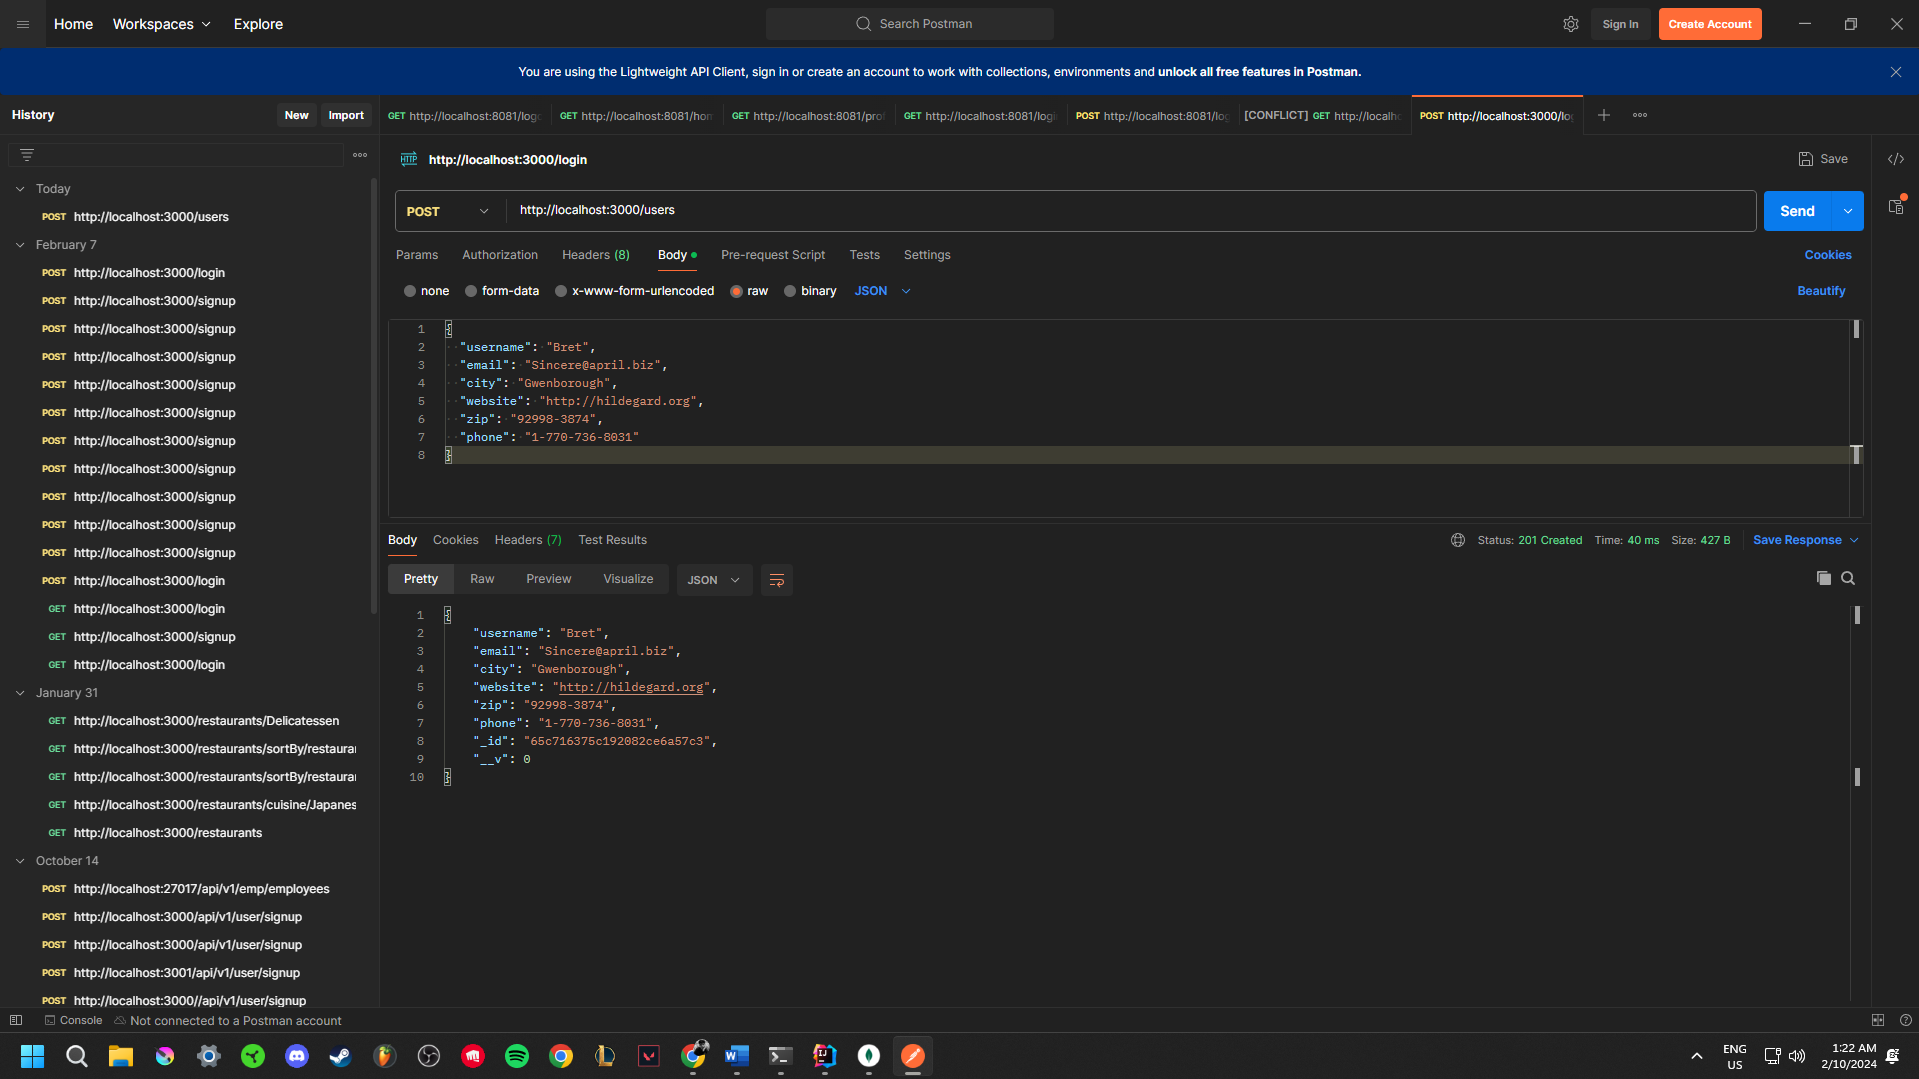 Home
Workspaces
Explore
Search Postman
Sign In
Create Account
You are using the Lightweight API Client, sign in or create an account to work with collections, environments and unlock all free features in Postman.
History
New
Import
GET http://localhost:8081/log
GET http://localhost:8081/hom
GET http://localhost:8081/prof
GET http://localhost:8081/logi
POST http://localhost:8081/lo
[CONFLICT] GET http://localh
POST http://localhost:3000/lo
http://localhost:3000/login
Save
Today
POST http://localhost:3000/users
February 7
POST http://localhost:3000/login
POST http://localhost:3000/signup
POST http://localhost:3000/signup
POST http://localhost:3000/signup
POST http://localhost:3000/signup
POST http://localhost:3000/signup
POST http://localhost:3000/signup
POST http://localhost:3000/signup
POST http://localhost:3000/signup
POST http://localhost:3000/signup
POST http://localhost:3000/signup
POST http://localhost:3000/login
GET http://localhost:3000/login
GET http://localhost:3000/signup
GET http://localhost:3000/login
January 31
GET http://localhost:3000/restaurants/Delicatessen
GET http://localhost:3000/restaurants/sortBy/restaurar
GET http://localhost:3000/restaurants/sortBy/restaurar
GET http://localhost:3000/restaurants/cuisine/Japanes
GET http://localhost:3000/restaurants
October 14
POST http://localhost:27017/api/v1/emp/employees
POST http://localhost:3000/api/v1/user/signup
POST http://localhost:3000/api/v1/user/signup
POST http://localhost:3001/api/v1/user/signup
POST http://localhost:3000//api/v1/user/signup
POST
http://localhost:3000/users
Send
Params
Authorization
Headers (8)
Body
Pre-request Script
Tests
Settings
Cookies
none
form-data
x-www-form-urlencoded
raw
binary
JSON
Beautify
1 {
2 "username": "Bret",
3 "email": "Sincere@april.biz",
4 "city": "Gwenborough",
5 "website": "http://hildegard.org",
6 "zip": "92998-3874",
7 "phone": "1-770-736-8031"
8 }
Body
Cookies
Headers (7)
Test Results
Status: 201 Created
Time: 40 ms
Size: 427 B
Save Response
Pretty
Raw
Preview
Visualize
JSON
1 {
2 "username": "Bret",
3 "email": "Sincere@april.biz",
4 "city": "Gwenborough",
5 "website": "http://hildegard.org",
6 "zip": "92998-3874",
7 "phone": "1-770-736-8031",
8 "_id": "65c716375c192082ce6a57c3",
9 "__v": 0
10 }
Console
Not connected to a Postman account
ENG
US
1:22 AM
2/10/2024